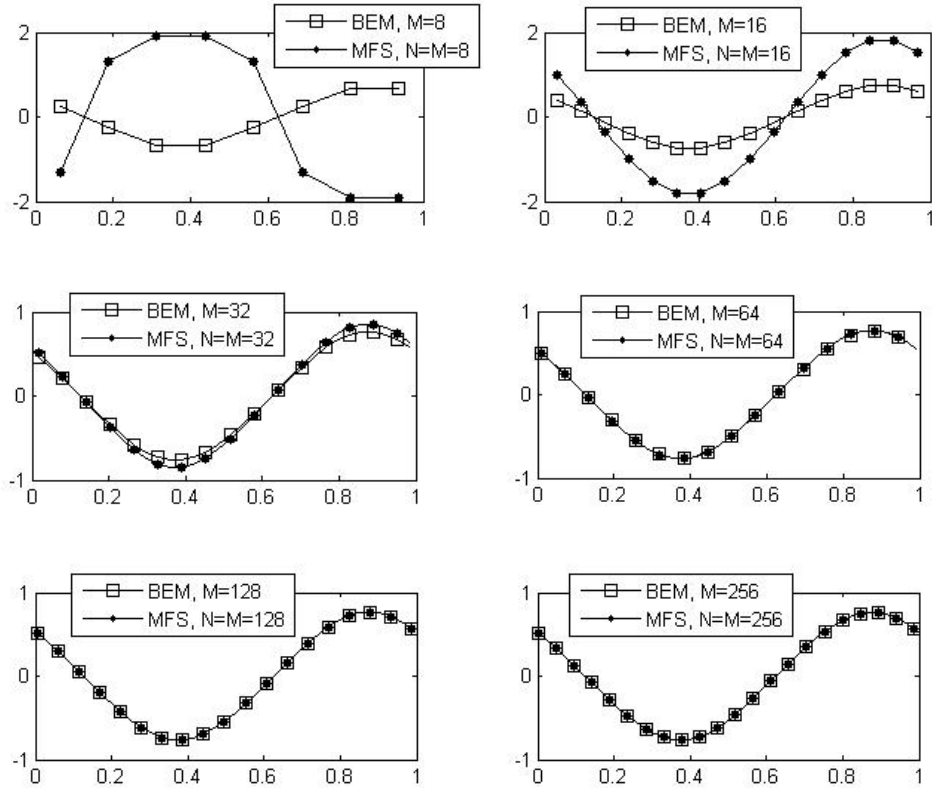 BEM, M=8
MFS, N=M=8
2
0
-2
0 0.2 0.4 0.6 0.8 1
BEM, M=16
MFS, N=M=16
2
0
-2
0 0.2 0.4 0.6 0.8 1
BEM, M=32
MFS, N=M=32
1
0
-1
0 0.2 0.4 0.6 0.8 1
BEM, M=64
MFS, N=M=64
1
0
-1
0 0.2 0.4 0.6 0.8 1
BEM, M=128
MFS, N=M=128
1
0
-1
0 0.2 0.4 0.6 0.8 1
BEM, M=256
MFS, N=M=256
1
0
-1
0 0.2 0.4 0.6 0.8 1